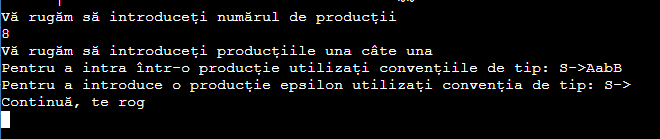 Vă rugăm să introduceți numărul de producții
8
Vă rugăm să introduceți producțiile una câte una
Pentru a intra într-o producție utilizați convențiile de tip: S->AabB
Pentru a introduce o producție epsilon utilizați convenția de tip: S->
Continuă, te rog